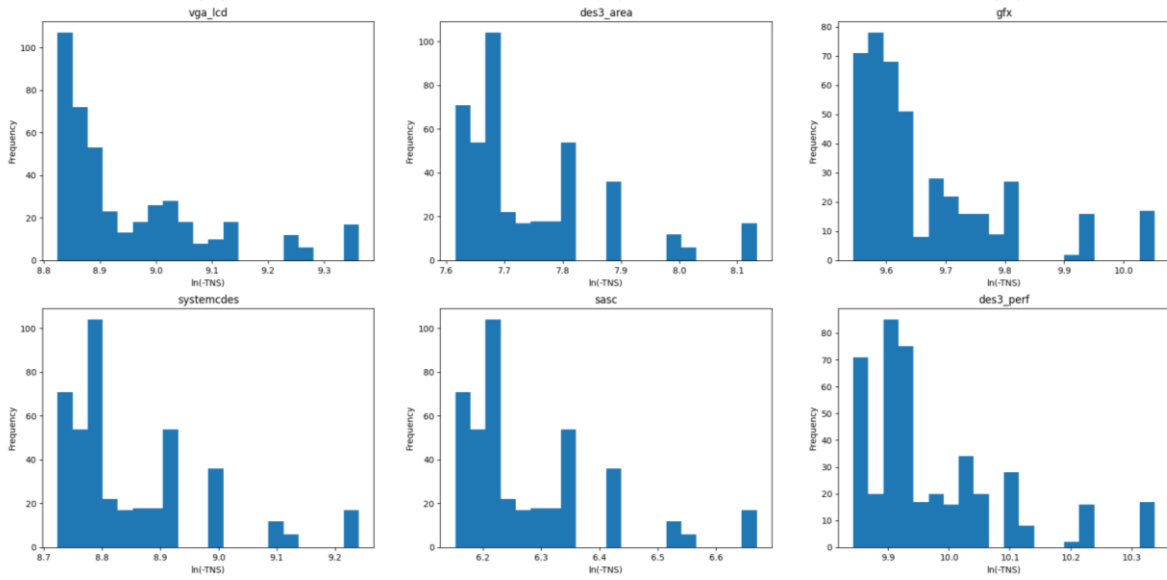 vga_lcd
des3_area
gfx
Frequency
100
80
60
40
20
0
8.8 8.9 9.0 9.1 9.2 9.3
ln(-TNS)
Frequency
100
80
60
40
20
0
7.6 7.7 7.8 7.9 8.0 8.1
ln(-TNS)
Frequency
80
70
60
50
40
30
20
10
0
9.6 9.7 9.8 9.9 10.0
ln(-TNS)
systemcdes
sasc
des3_perf
Frequency
100
80
60
40
20
0
8.7 8.8 8.9 9.0 9.1 9.2
ln(-TNS)
Frequency
100
80
60
40
20
0
6.2 6.3 6.4 6.5 6.6
ln(-TNS)
Frequency
80
70
60
50
40
30
20
10
0
9.9 10.0 10.1 10.2 10.3
ln(-TNS)